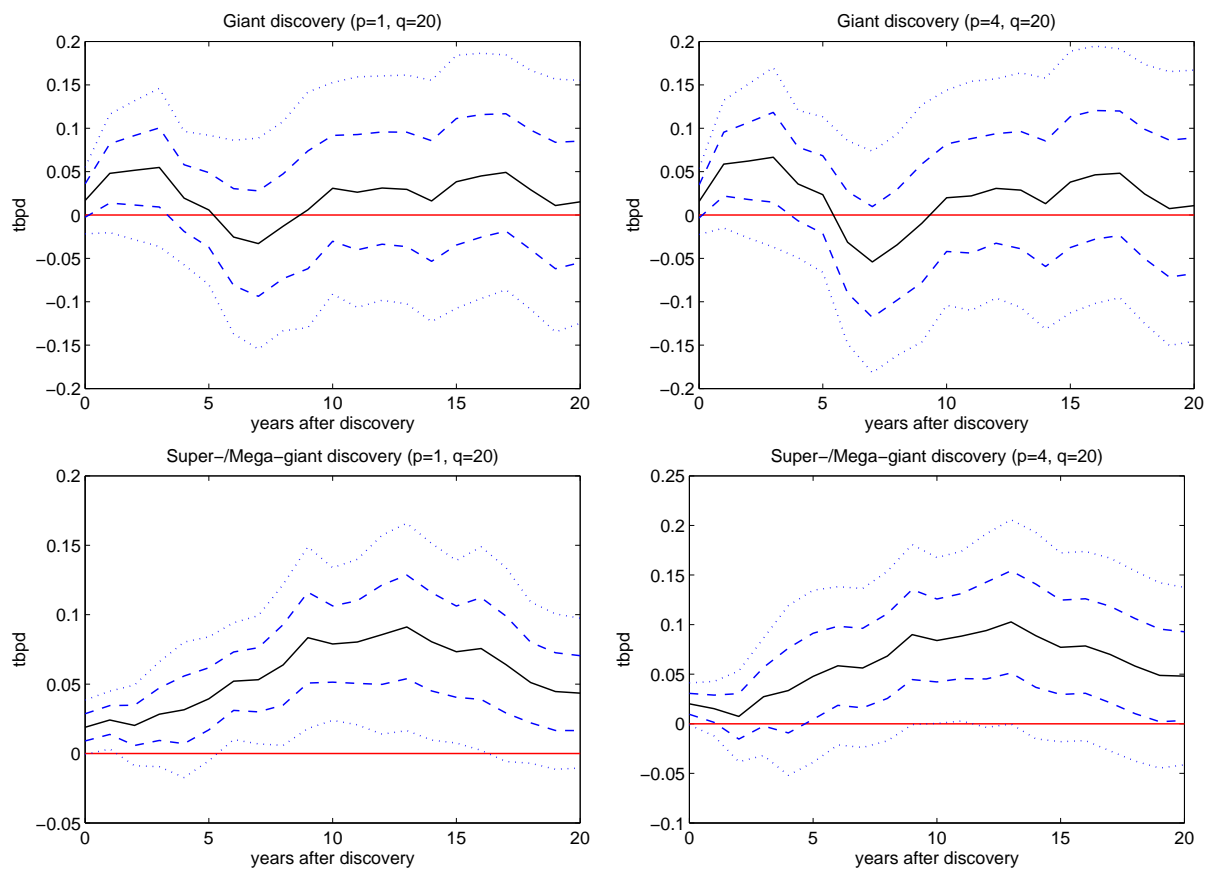 Giant discovery (p=1, q=20)
0.2
0.15
0.1
0.05
0
−0.05
−0.1
−0.15
−0.2
tbpd
0 5 10 15 20
years after discovery
Giant discovery (p=4, q=20)
0.2
0.15
0.1
0.05
0
−0.05
−0.1
−0.15
−0.2
tbpd
0 5 10 15 20
years after discovery
Super−/Mega−giant discovery (p=1, q=20)
0.2
0.15
0.1
0.05
0
−0.05
tbpd
0 5 10 15 20
years after discovery
Super−/Mega−giant discovery (p=4, q=20)
0.25
0.2
0.15
0.1
0.05
0
−0.05
−0.1
tbpd
0 5 10 15 20
years after discovery